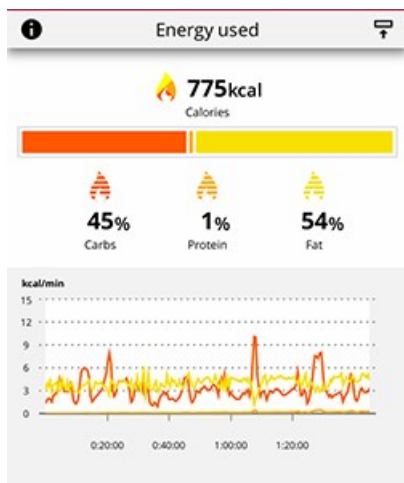 Energy used
775kcal
Calories
45% 1% 54%
Carbs Protein Fat
kcal/min
15
12
9
6
3
0
0:20:00 0:40:00 1:00:00 1:20:00